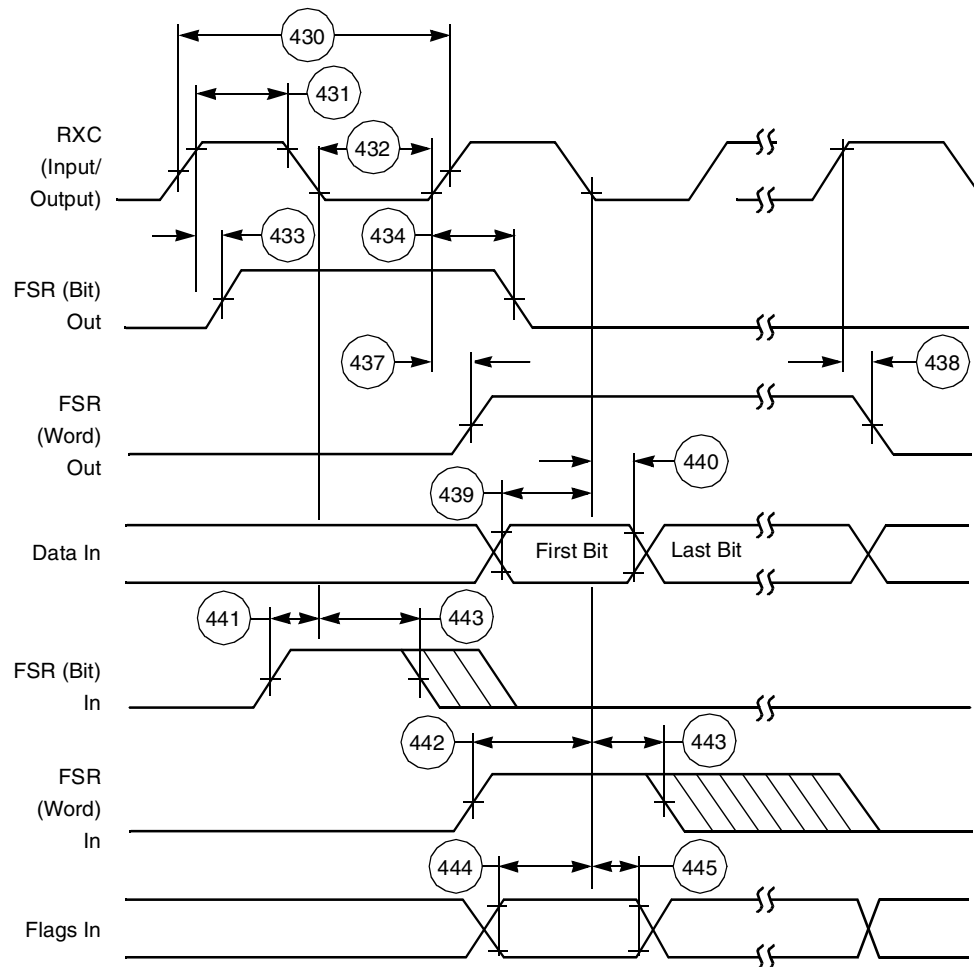 430
431
RXC
(Input/
Output)
432
433
434
FSR (Bit)
Out
437
438
FSR
(Word)
Out
440
439
Data In
First Bit
Last Bit
441
443
FSR (Bit)
In
442
443
FSR
(Word)
In
444
445
Flags In